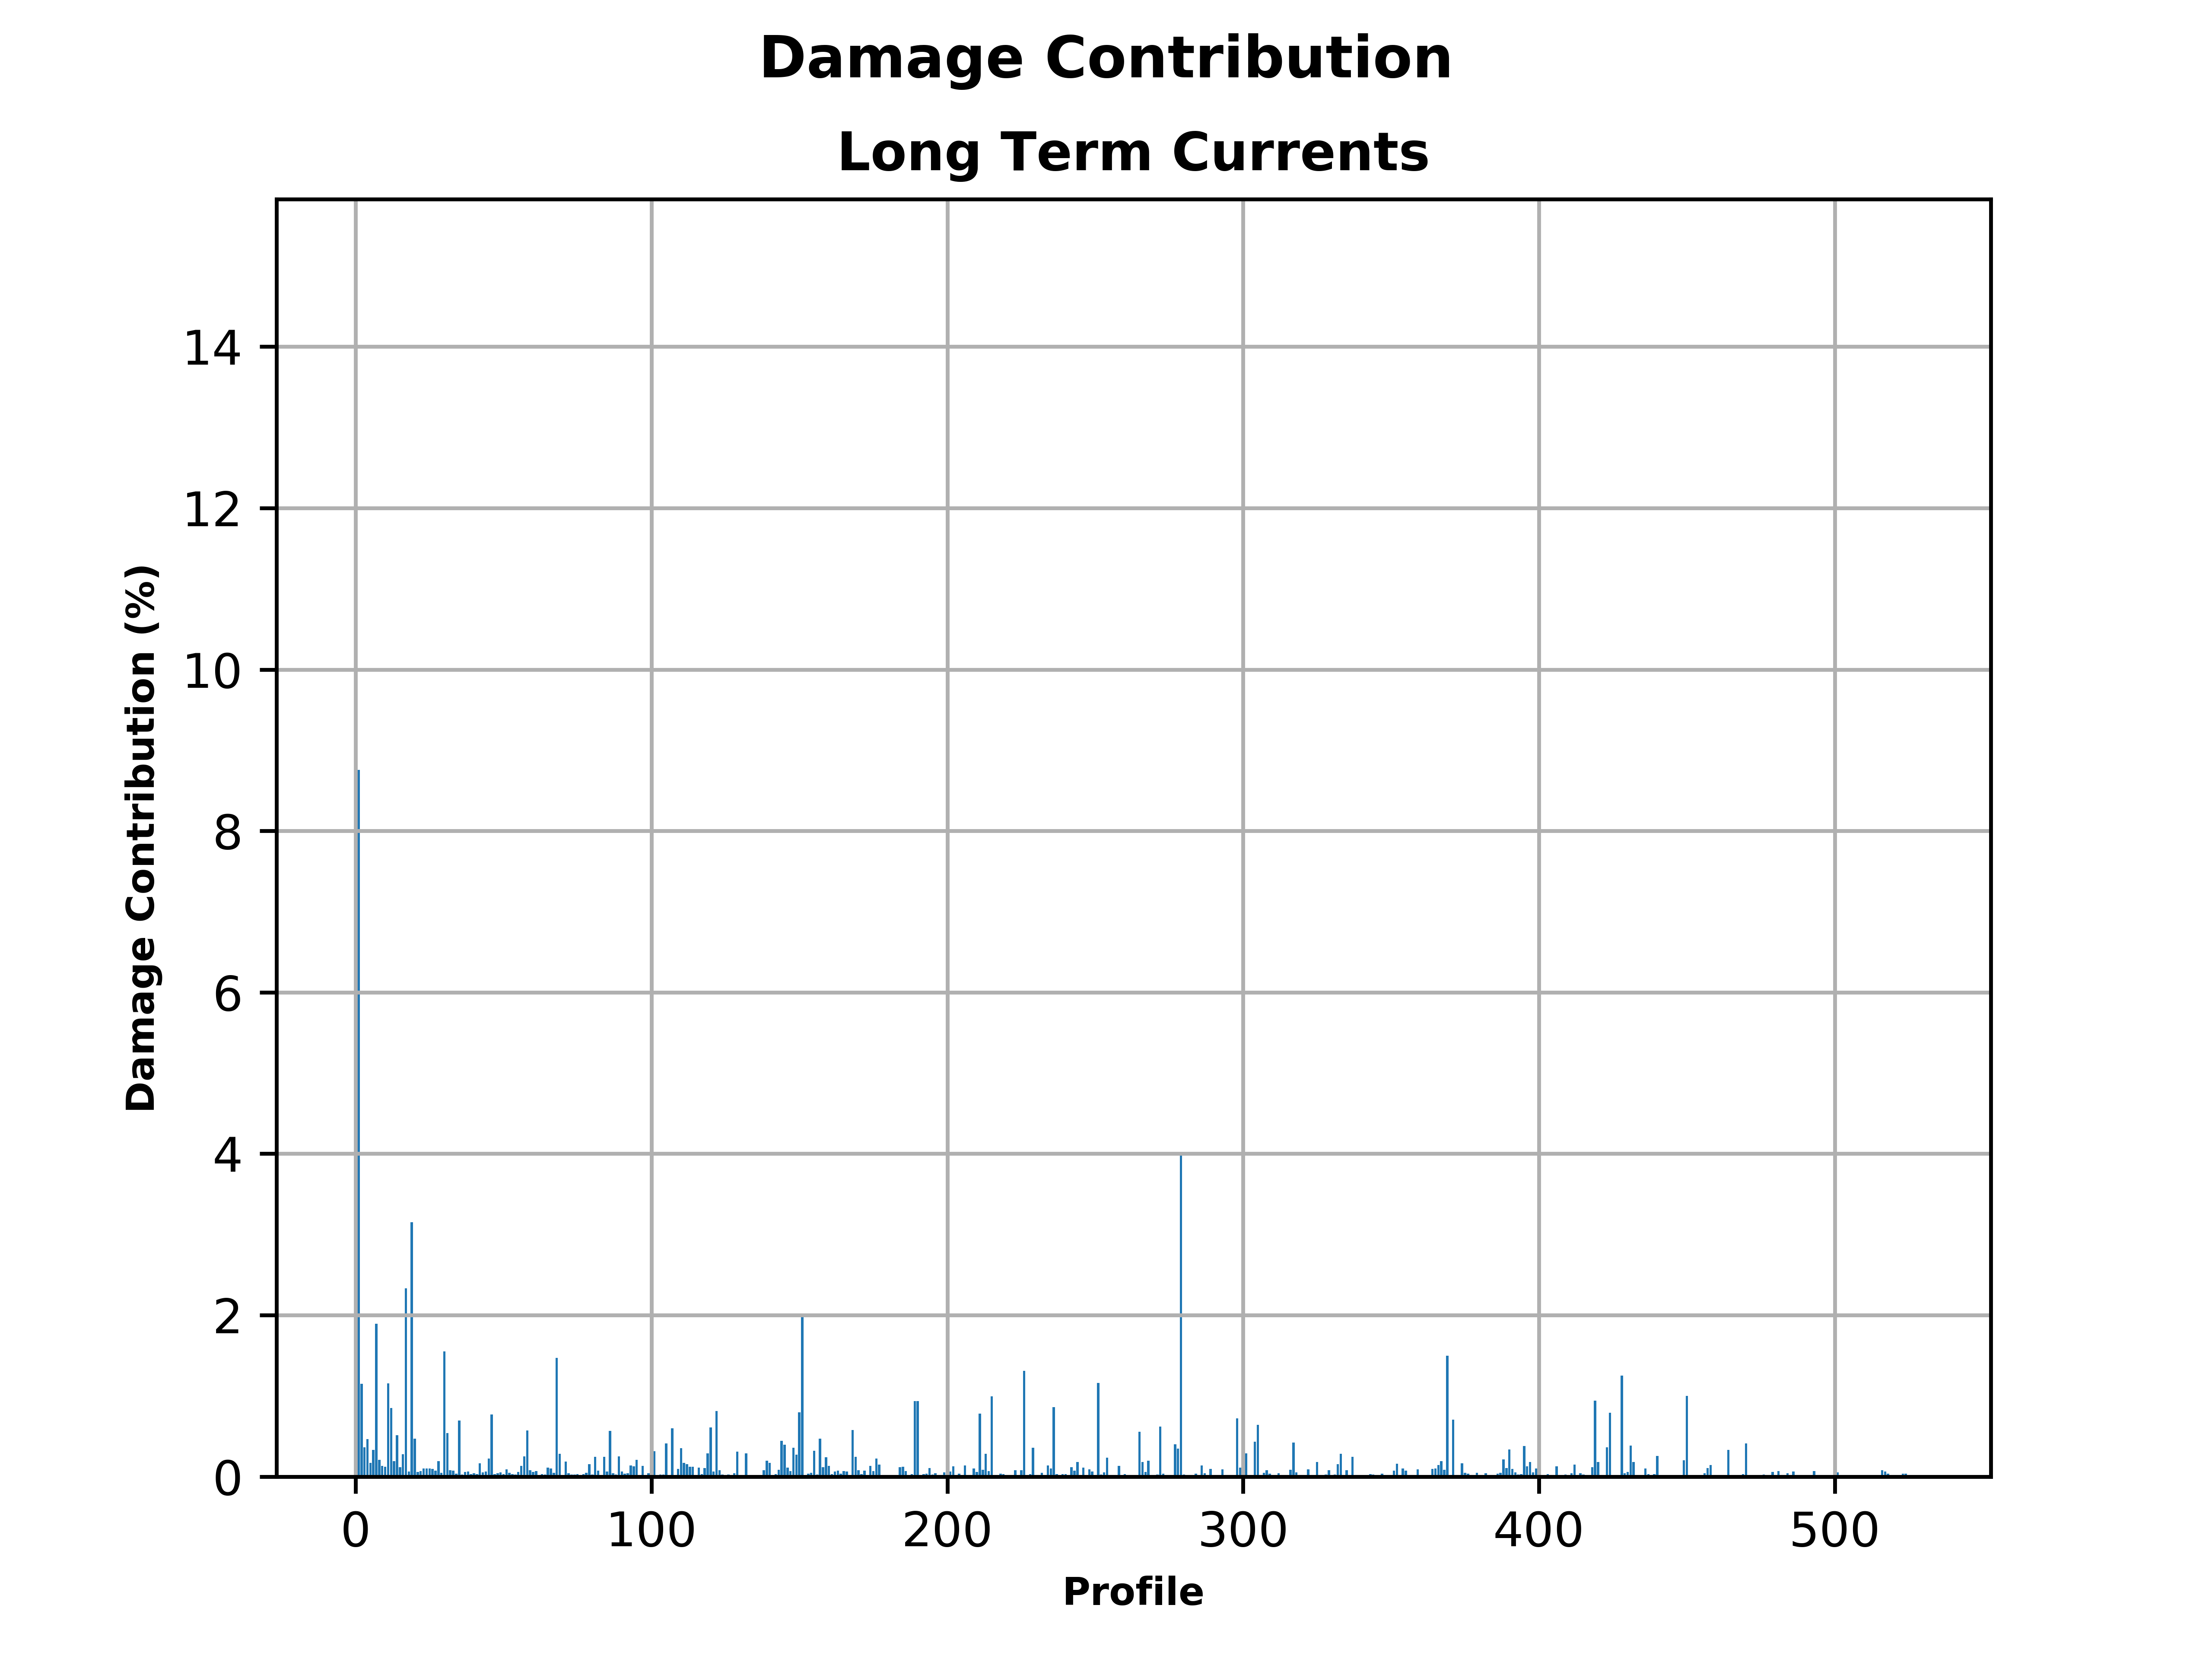 Damage Contribution
Long Term Currents
Damage Contribution (%)
14
12
10
8
6
4
2
0
0 100 200 300 400 500
Profile